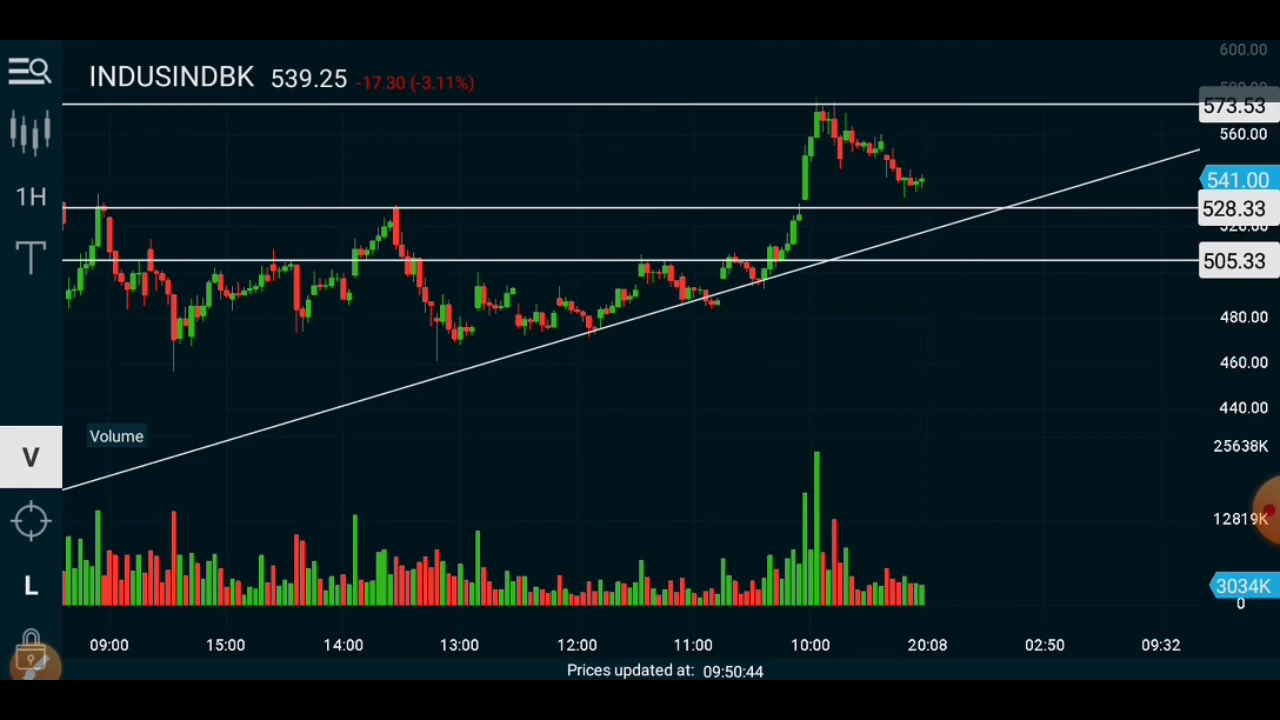 INDUSINDBK 539.25 -17.30 (-3.11%)
600.00
573.53
560.00
541.00
528.33
520.00
505.33
480.00
460.00
440.00
1H
T
Volume
V
L
25638K
12819K
3034K
0
09:00 15:00 14:00 13:00 12:00 11:00 10:00 20:08 02:50 09:32
Prices updated at: 09:50:44